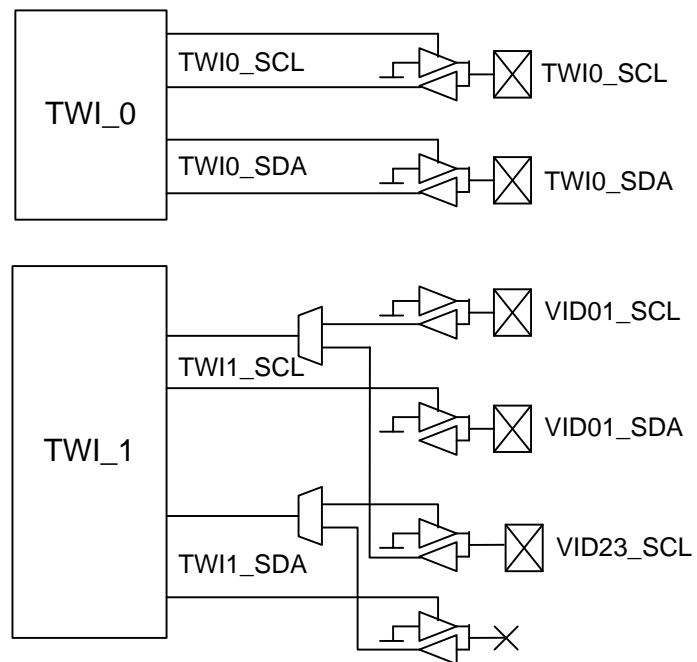 TWI0_SCL
TWI0_SCL
TWI_0
TWI0_SDA
TWI0_SDA
VID01_SCL
TWI1_SCL
VID01_SDA
TWI_1
VID23_SCL
TWI1_SDA